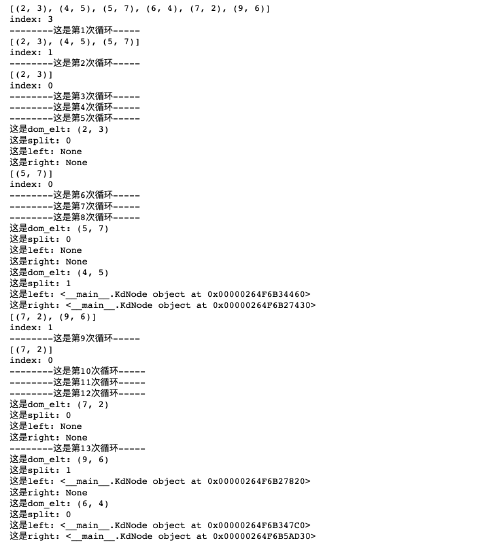 [(2, 3), (4, 5), (5, 7), (6, 4), (7, 2), (9, 6)]
index: 3
--------这是第1次循环-----
[(2, 3), (4, 5), (5, 7)]
index: 1
--------这是第2次循环-----
[(2, 3)]
index: 0
--------这是第3次循环-----
--------这是第4次循环-----
--------这是第5次循环-----
这是dom_elt: (2, 3)
这是split: 0
这是left: None
这是right: None
[(5, 7)]
index: 0
--------这是第6次循环-----
--------这是第7次循环-----
--------这是第8次循环-----
这是dom_elt: (5, 7)
这是split: 0
这是left: None
这是right: None
这是dom_elt: (4, 5)
这是split: 1
这是left: <__main__.KdNode object at 0x00000264F6B34460>
这是right: <__main__.KdNode object at 0x00000264F6B27430>
[(7, 2), (9, 6)]
index: 1
--------这是第9次循环-----
[(7, 2)]
index: 0
--------这是第10次循环-----
--------这是第11次循环-----
--------这是第12次循环-----
这是dom_elt: (7, 2)
这是split: 0
这是left: None
这是right: None
--------这是第13次循环-----
这是dom_elt: (9, 6)
这是split: 1
这是left: <__main__.KdNode object at 0x00000264F6B27820>
这是right: None
这是dom_elt: (6, 4)
这是split: 0
这是left: <__main__.KdNode object at 0x00000264F6B347C0>
这是right: <__main__.KdNode object at 0x00000264F6B5AD30>